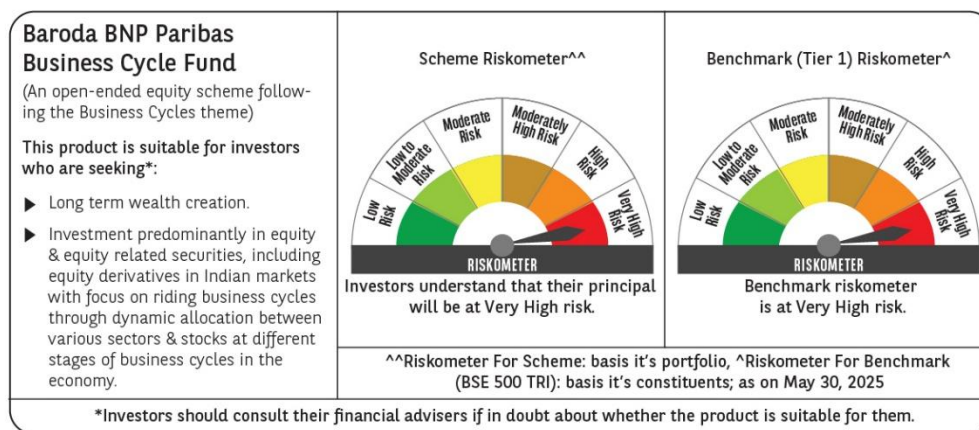 Baroda BNP Paribas
Business Cycle Fund
(An open-ended equity scheme follow-
ing the Business Cycles theme)
This product is suitable for investors
who are seeking*:
▶ Long term wealth creation.
▶ Investment predominantly in equity
& equity related securities, including
equity derivatives in Indian markets
with focus on riding business cycles
through dynamic allocation between
various sectors & stocks at different
stages of business cycles in the
economy.
Scheme Riskometer^^
Low
Risk
Low to
Moderate
Risk
Moderate
Risk
Moderately
High Risk
High
Risk
Very High
Risk
RISKOMETER
Investors understand that their principal
will be at Very High risk.
Benchmark (Tier 1) Riskometer^
Low
Risk
Low to
Moderate
Risk
Moderate
Risk
Moderately
High Risk
High
Risk
Very High
Risk
RISKOMETER
Benchmark riskometer
is at Very High risk.
^^Riskometer For Scheme: basis it's portfolio, ^Riskometer For Benchmark
(BSE 500 TRI): basis it's constituents; as on May 30, 2025
*Investors should consult their financial advisers if in doubt about whether the product is suitable for them.